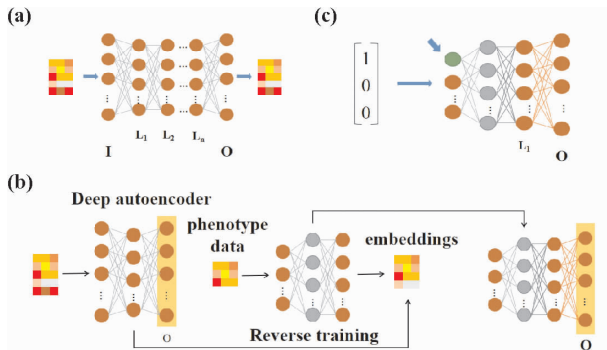 (a)
I
L1
L2
Ln
O
(c)
1
0
0
L1
O
(b)
Deep autoencoder
O
phenotype
data
embeddings
Reverse training
O